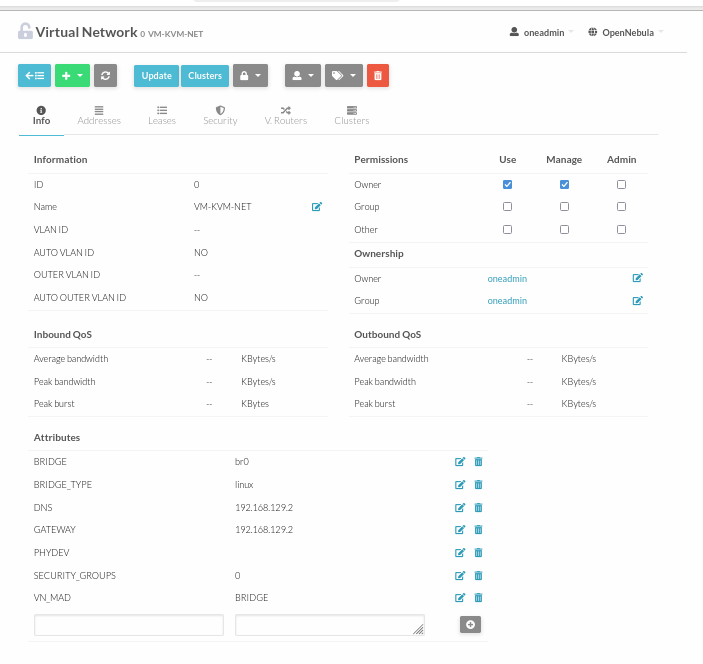 Virtual Network 0 VM-KVM-NET
oneadmin
OpenNebula
Update
Clusters
Info
Addresses
Leases
Security
V. Routers
Clusters
Information
ID 0
Name VM-KVM-NET
VLAN ID --
AUTO VLAN ID NO
OUTER VLAN ID --
AUTO OUTER VLAN ID NO
Permissions Use Manage Admin
Owner
Group
Other
Ownership
Owner oneadmin
Group oneadmin
Inbound QoS
Average bandwidth -- KBytes/s
Peak bandwidth -- KBytes/s
Peak burst -- KBytes
Outbound QoS
Average bandwidth -- KBytes/s
Peak bandwidth -- KBytes/s
Peak burst -- KBytes/s
Attributes
BRIDGE br0
BRIDGE_TYPE linux
DNS 192.168.129.2
GATEWAY 192.168.129.2
PHYDEV
SECURITY_GROUPS 0
VN_MAD BRIDGE